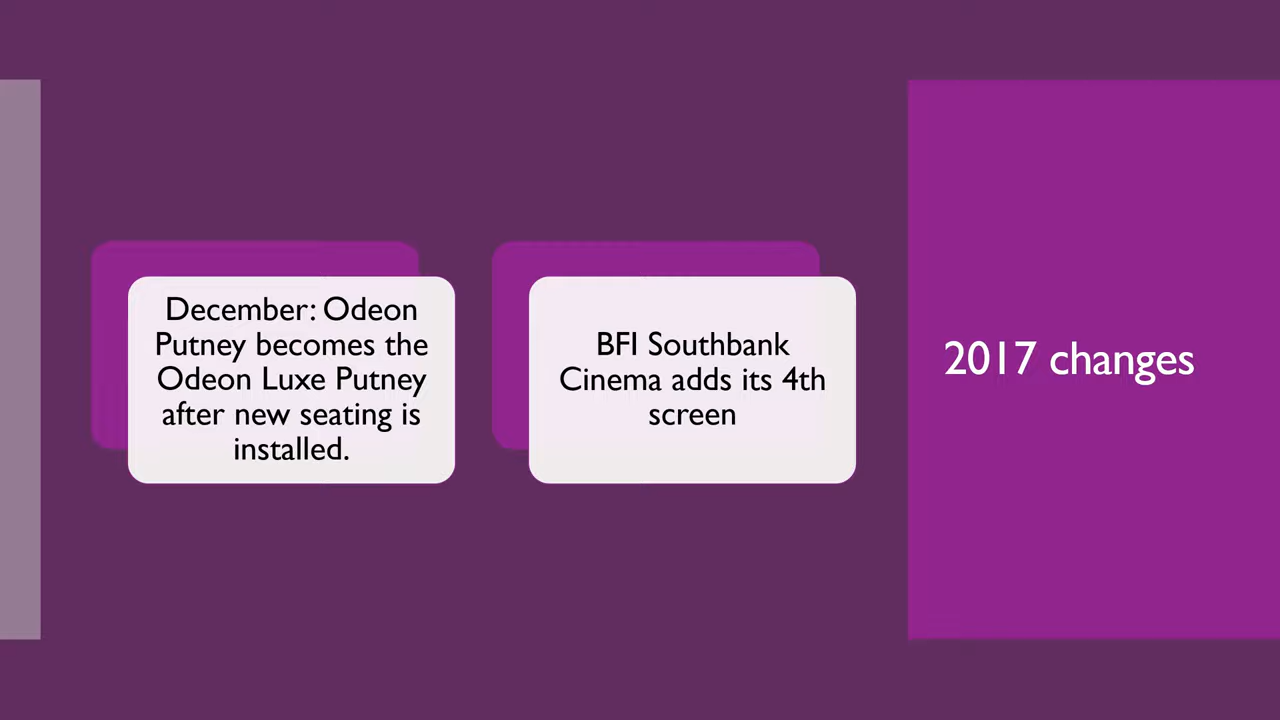 December: Odeon
Putney becomes the
Odeon Luxe Putney
after new seating is
installed.
BFI Southbank
Cinema adds its 4th
screen
2017 changes